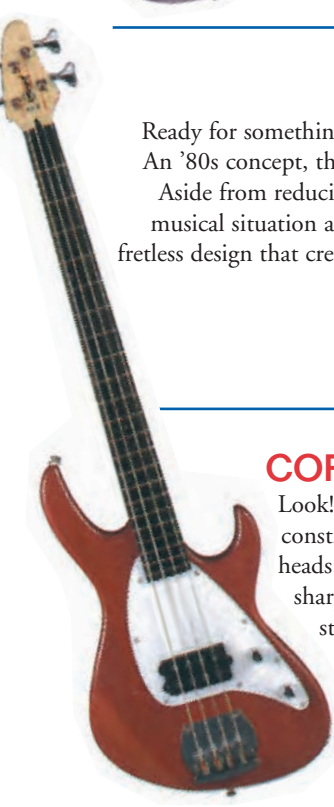 Ready for somethin
An ’80s concept, th
Aside from reduci
musical situation a
fretless design that cre
COR
Look!
const
heads
shar
st